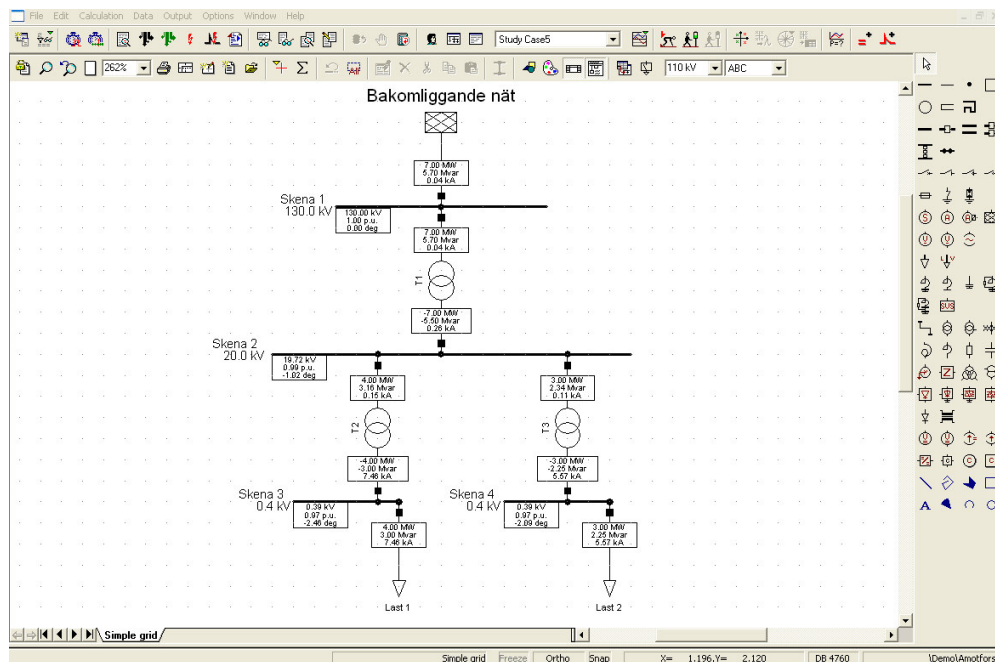 File Edit Calculation Data Output Options Window Help
Study Case5
262%
110 kV
ABC
Bakomliggande nät
7.00 MW
5.70 Mvar
0.04 kA
Skena 1
130.0 kV
130.00 kV
1.00 p.u.
0.00 deg
7.00 MW
5.70 Mvar
0.04 kA
T1
-7.00 MW
-5.50 Mvar
0.26 kA
Skena 2
20.0 kV
19.72 kV
0.99 p.u.
-1.02 deg
4.00 MW
3.16 Mvar
0.15 kA
3.00 MW
2.34 Mvar
0.11 kA
T2
T3
-4.00 MW
-3.00 Mvar
7.46 kA
-3.00 MW
-2.25 Mvar
5.57 kA
Skena 3
0.4 kV
0.39 kV
0.97 p.u.
-2.46 deg
Skena 4
0.4 kV
0.39 kV
0.97 p.u.
-2.09 deg
4.00 MW
3.00 Mvar
7.46 kA
3.00 MW
2.25 Mvar
5.57 kA
Last 1
Last 2
SVS
A
Simple grid
Simple grid Freeze Ortho Snap X= 1.196,Y= 2.120 DB 4760 \Demo\Amotfors